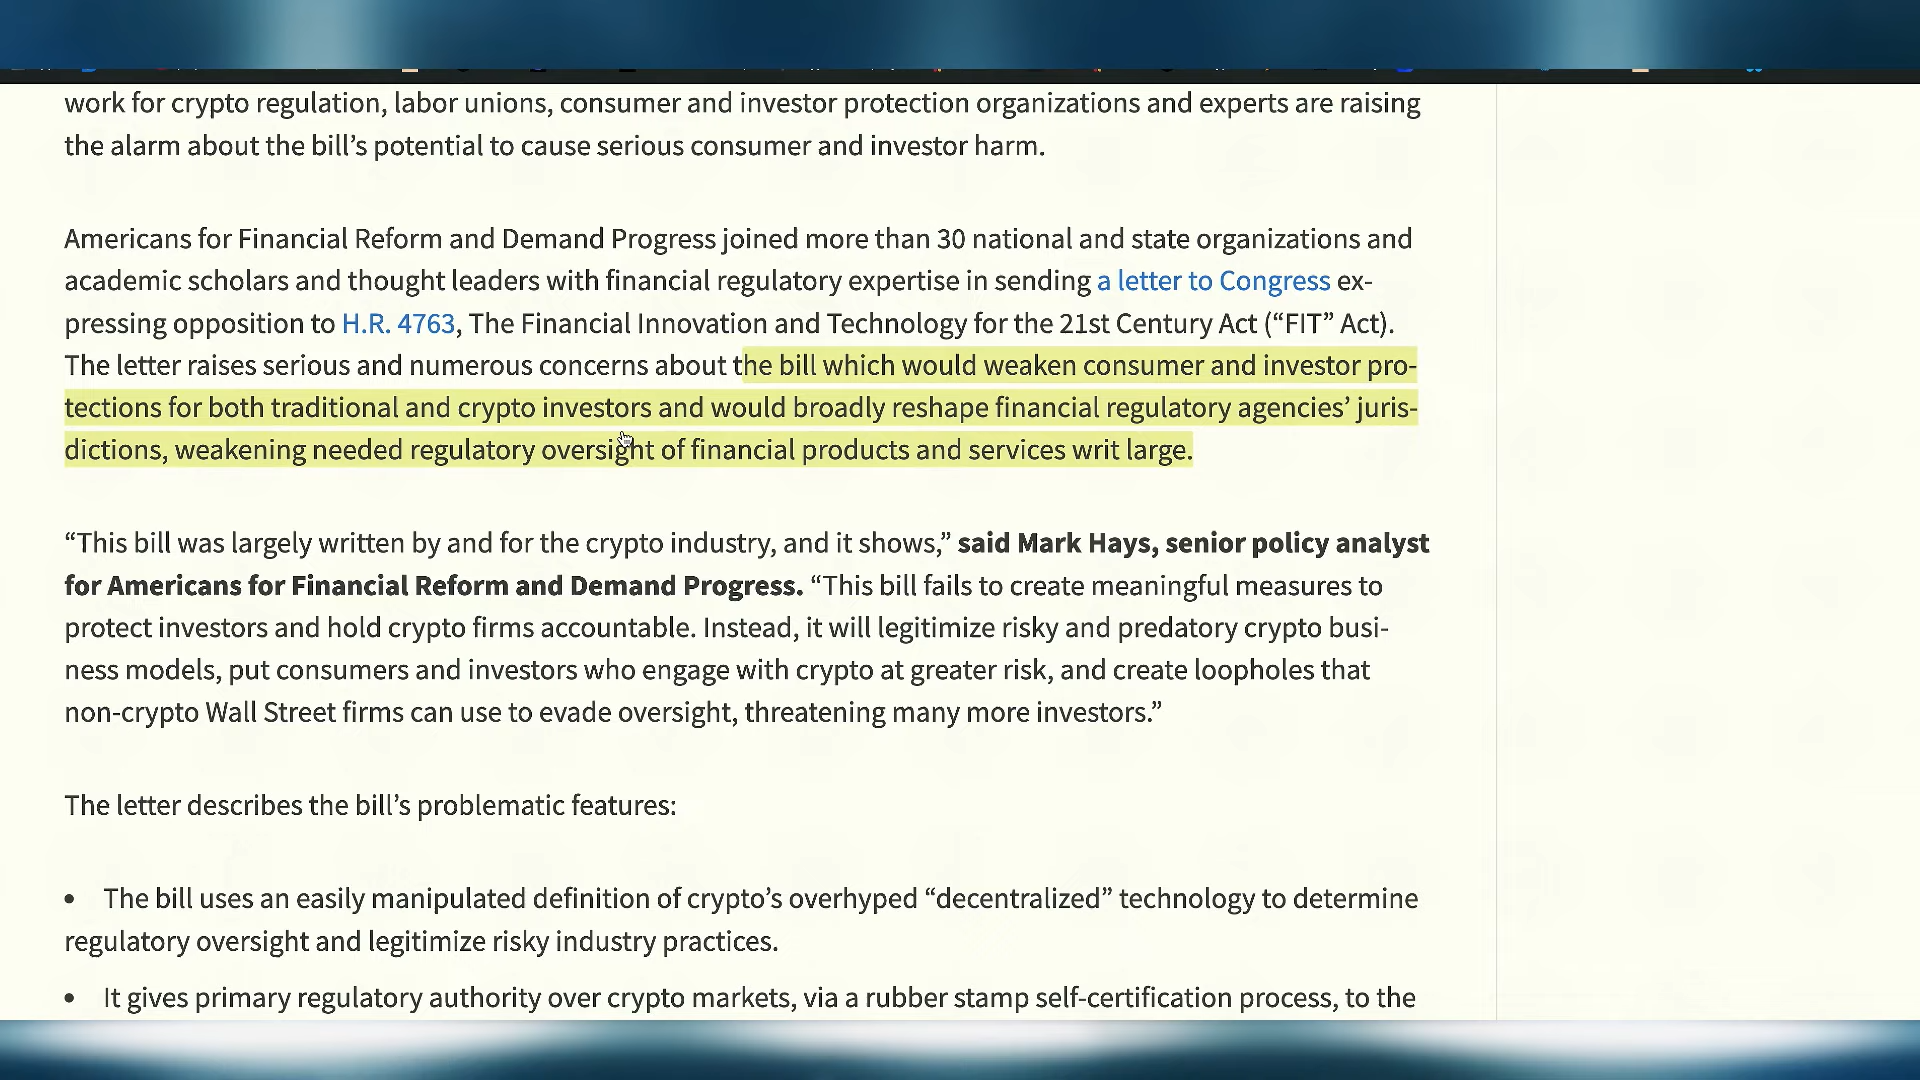 work for crypto regulation, labor unions, consumer and investor protection organizations and experts are raising
the alarm about the bill’s potential to cause serious consumer and investor harm.
Americans for Financial Reform and Demand Progress joined more than 30 national and state organizations and
academic scholars and thought leaders with financial regulatory expertise in sending a letter to Congress ex-
pressing opposition to H.R. 4763, The Financial Innovation and Technology for the 21st Century Act (“FIT” Act).
The letter raises serious and numerous concerns about the bill which would weaken consumer and investor pro-
tections for both traditional and crypto investors and would broadly reshape financial regulatory agencies’ juris-
dictions, weakening needed regulatory oversight of financial products and services writ large.
“This bill was largely written by and for the crypto industry, and it shows,” said Mark Hays, senior policy analyst
for Americans for Financial Reform and Demand Progress. “This bill fails to create meaningful measures to
protect investors and hold crypto firms accountable. Instead, it will legitimize risky and predatory crypto busi-
ness models, put consumers and investors who engage with crypto at greater risk, and create loopholes that
non-crypto Wall Street firms can use to evade oversight, threatening many more investors.”
The letter describes the bill’s problematic features:
• The bill uses an easily manipulated definition of crypto’s overhyped “decentralized” technology to determine
regulatory oversight and legitimize risky industry practices.
• It gives primary regulatory authority over crypto markets, via a rubber stamp self-certification process, to the